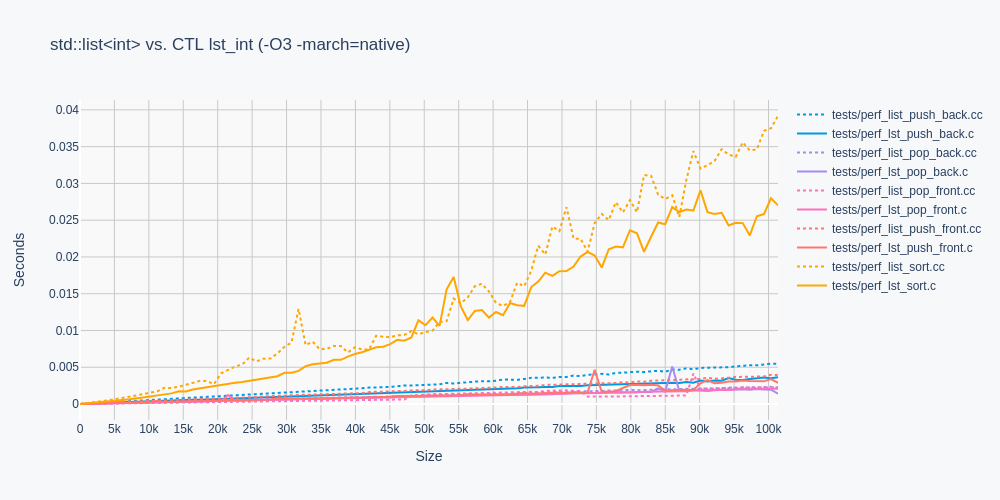 std::list<int> vs. CTL lst_int (-O3 -march=native)
0.04
0.035
0.03
0.025
0.02
0.015
0.01
0.005
0
Seconds
0 5k 10k 15k 20k 25k 30k 35k 40k 45k 50k 55k 60k 65k 70k 75k 80k 85k 90k 95k 100k
Size
tests/perf_list_push_back.cc
tests/perf_lst_push_back.c
tests/perf_list_pop_back.cc
tests/perf_lst_pop_back.c
tests/perf_list_pop_front.cc
tests/perf_lst_pop_front.c
tests/perf_list_push_front.cc
tests/perf_lst_push_front.c
tests/perf_list_sort.cc
tests/perf_lst_sort.c